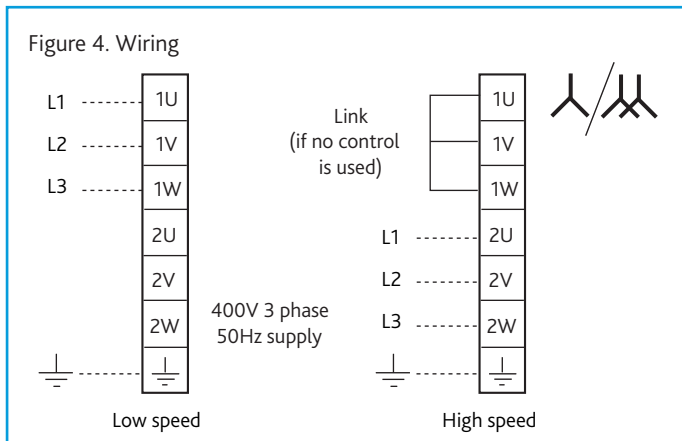 Figure 4. Wiring
L1
1U
L2
1V
L3
1W
2U
2V
2W
Low speed
400V 3 phase
50Hz supply
Link
(if no control
is used)
1U
1V
1W
L1
2U
L2
2V
L3
2W
High speed